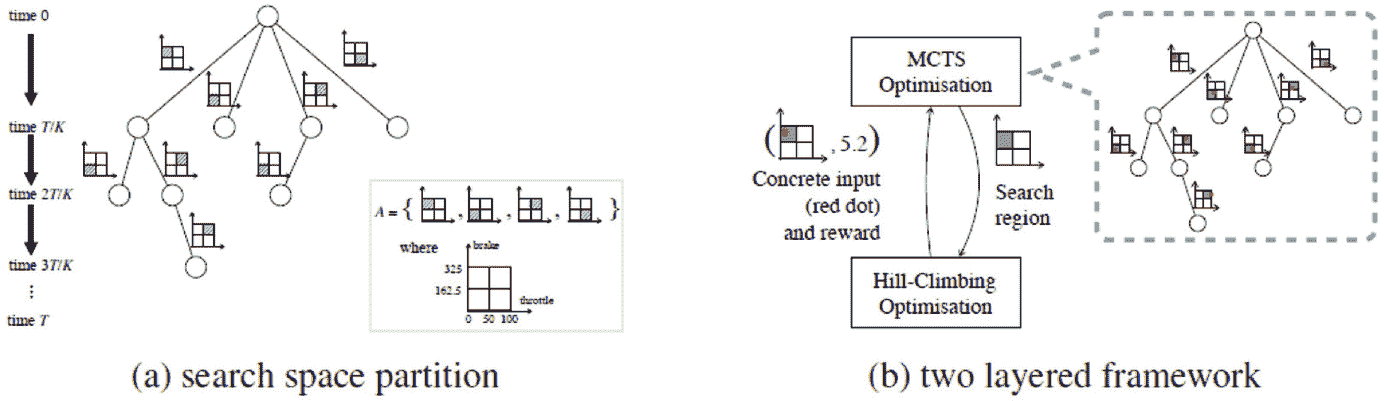 time 0
time T/K
time 2T/K
time 3T/K
⋮
time T
A = { , , , }
where
brake
325
162.5
throttle
0 50 100
(a) search space partition
MCTS
Optimisation
( , 5.2)
Concrete input
(red dot)
and reward
Search
region
Hill-Climbing
Optimisation
(b) two layered framework